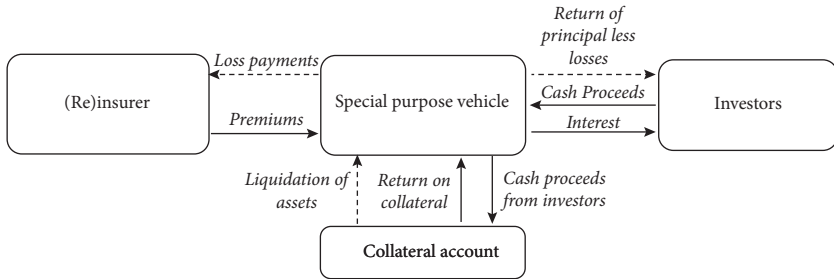 Return of
principal less
losses
Loss payments
(Re)insurer
Special purpose vehicle
Cash Proceeds
Investors
Premiums
Interest
Liquidation of
assets
Return on
collateral
Cash proceeds
from investors
Collateral account